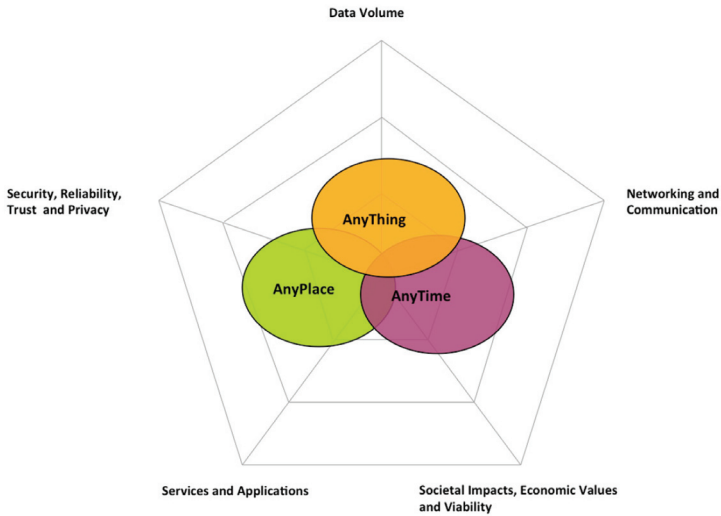 Data Volume
Security, Reliability,
Trust and Privacy
Networking and
Communication
AnyThing
AnyPlace
AnyTime
Services and Applications
Societal Impacts, Economic Values
and Viability